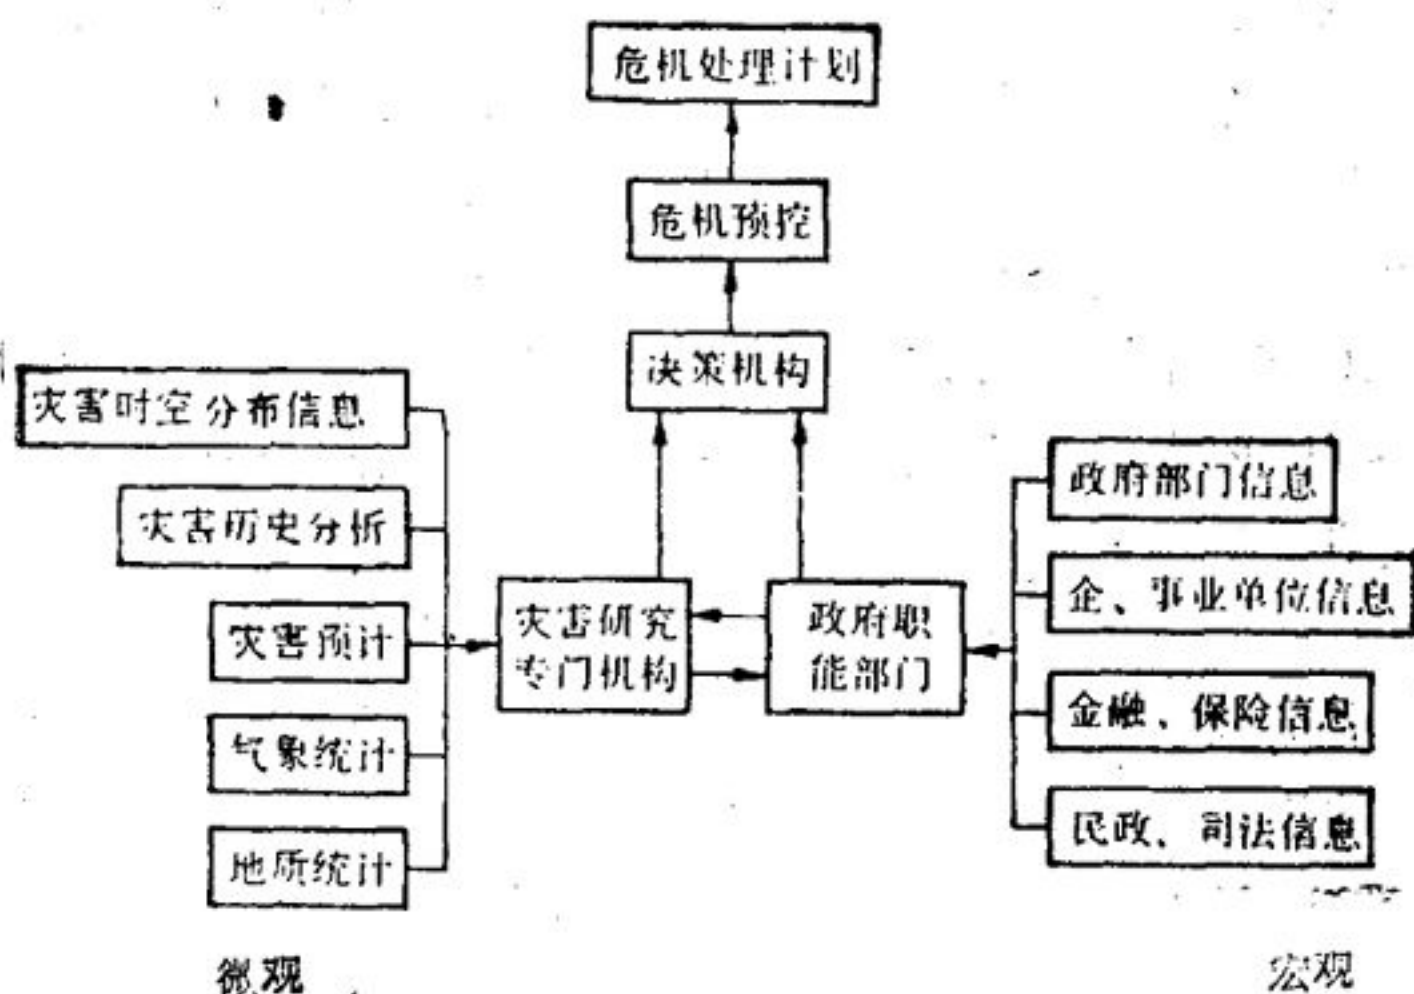 危机处理计划
危机预控
决策机构
灾害时空分布信息
灾害历史分析
灾害预计
气象统计
地质统计
微观
灾害研究
专门机构
政府职
能部门
政府部门信息
企、事业单位信息
金融、保险信息
民政、司法信息
宏观